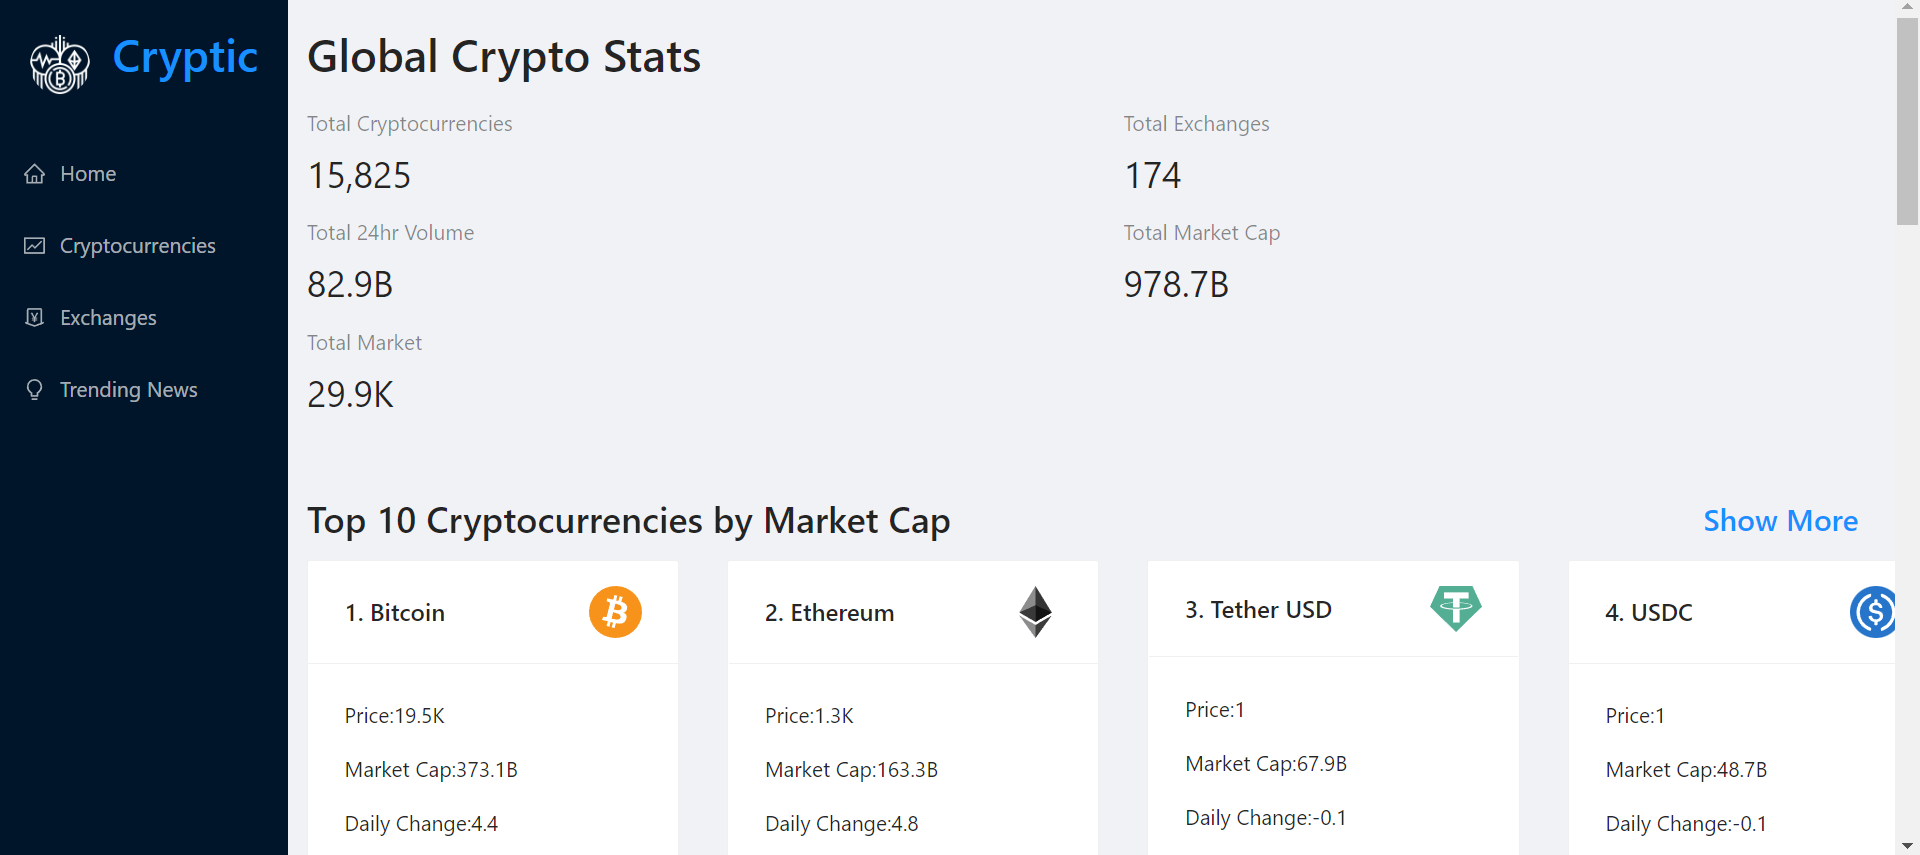 Cryptic
Home
Cryptocurrencies
Exchanges
Trending News
Global Crypto Stats
Total Cryptocurrencies
15,825
Total Exchanges
174
Total 24hr Volume
82.9B
Total Market Cap
978.7B
Total Market
29.9K
Top 10 Cryptocurrencies by Market Cap
Show More
1. Bitcoin
Price:19.5K
Market Cap:373.1B
Daily Change:4.4
2. Ethereum
Price:1.3K
Market Cap:163.3B
Daily Change:4.8
3. Tether USD
Price:1
Market Cap:67.9B
Daily Change:-0.1
4. USDC
Price:1
Market Cap:48.7B
Daily Change:-0.1